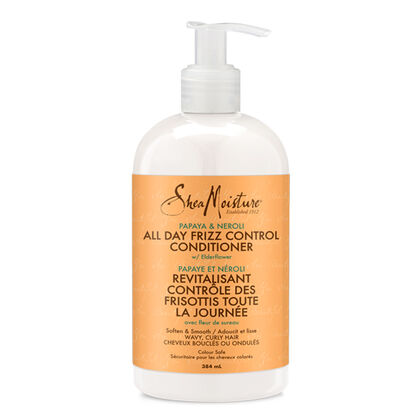 SheaMoisture
Established 1912
PAPAYA & NEROLI
ALL DAY FRIZZ CONTROL
CONDITIONER
w/ Elderflower
PAPAYE ET NÉROLI
REVITALISANT
CONTRÔLE DES
FRISOTTIS TOUTE
LA JOURNÉE
avec fleur de sureau
Soften & Smooth / Adoucit et lisse
WAVY, CURLY HAIR
CHEVEUX BOUCLÉS OU ONDULÉS
Colour Safe
Sécuritaire pour les cheveux colorés
384 mL